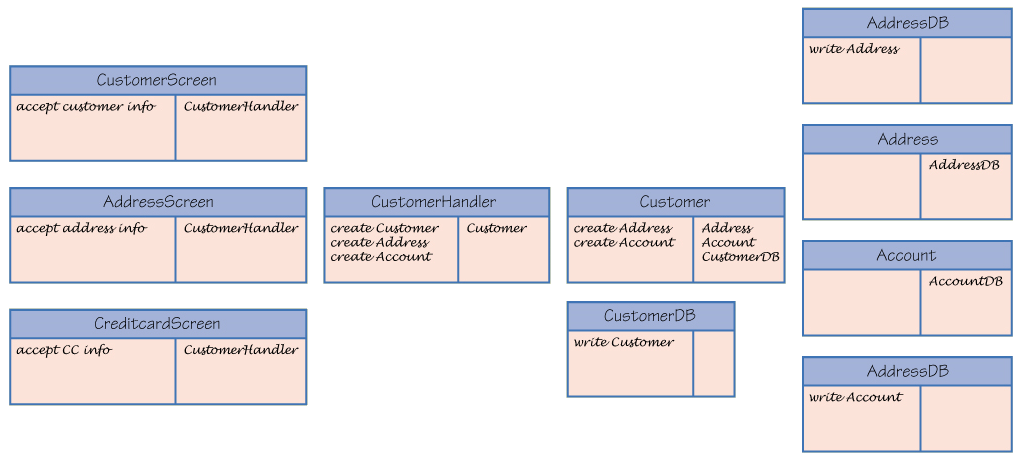 CustomerScreen
accept customer info
CustomerHandler
AddressScreen
accept address info
CustomerHandler
CreditcardScreen
accept CC info
CustomerHandler
CustomerHandler
create Customer
create Address
create Account
Customer
Customer
create Address
create Account
Address
Account
CustomerDB
CustomerDB
write Customer
AddressDB
write Address
Address
AddressDB
Account
AccountDB
AddressDB
write Account